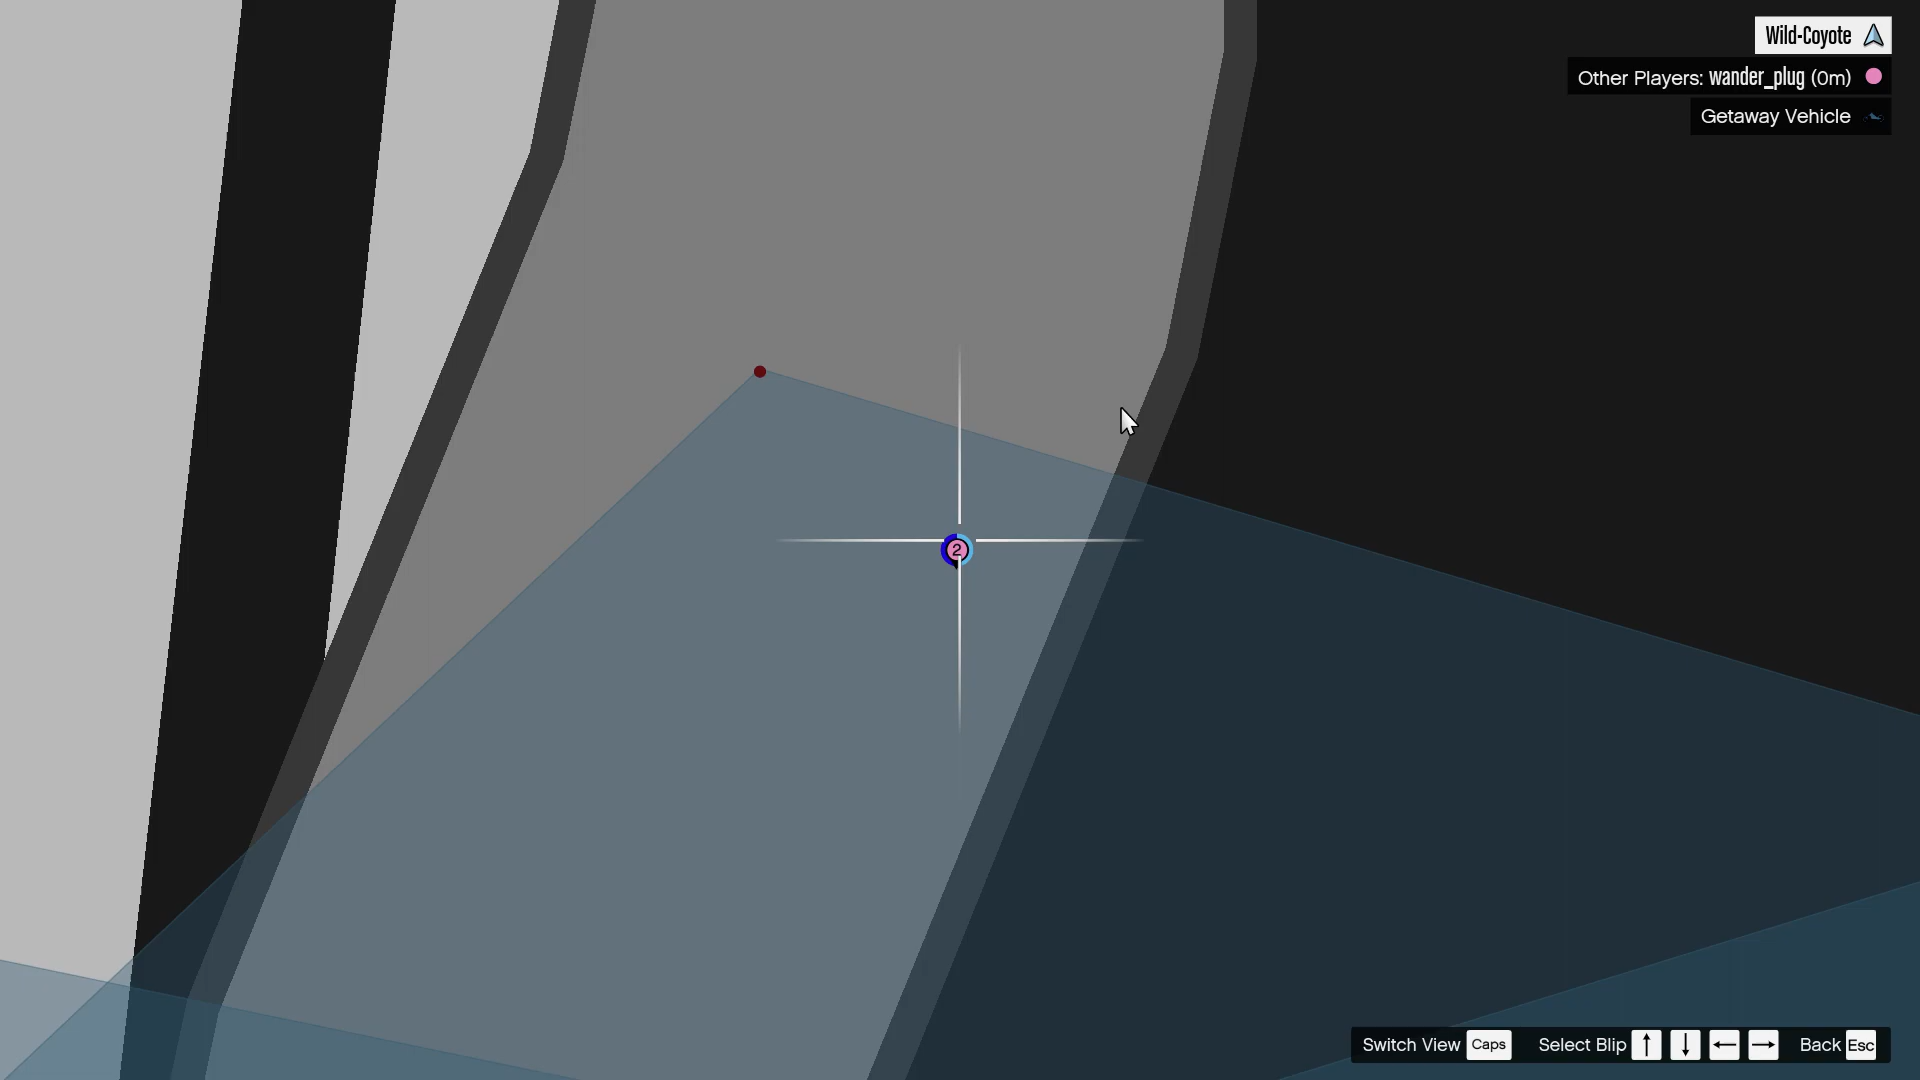 Wild-Coyote
Other Players: wander_plug (0m)
Getaway Vehicle
2
Switch View Caps Select Blip ↑ ↓ ← → Back Esc